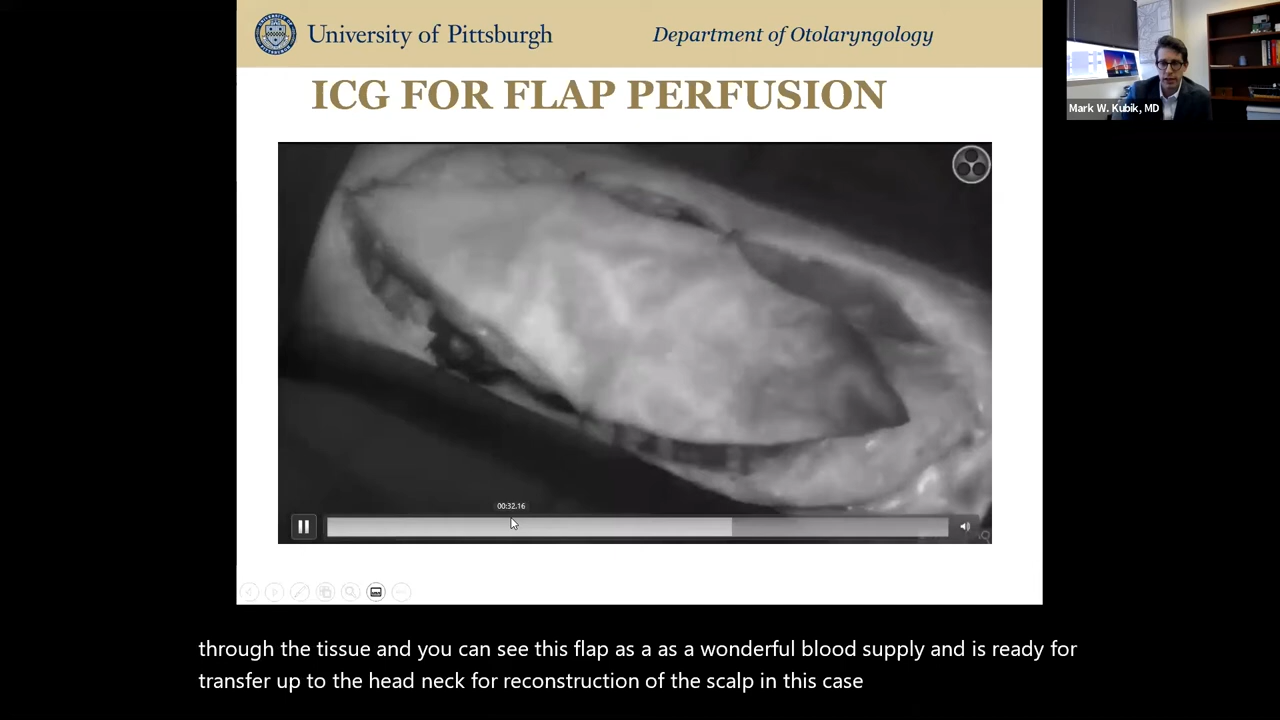 University of Pittsburgh
Department of Otolaryngology
ICG FOR FLAP PERFUSION
Mark W. Kubik, MD
00:32.16
through the tissue and you can see this flap as a as a wonderful blood supply and is ready for
transfer up to the head neck for reconstruction of the scalp in this case